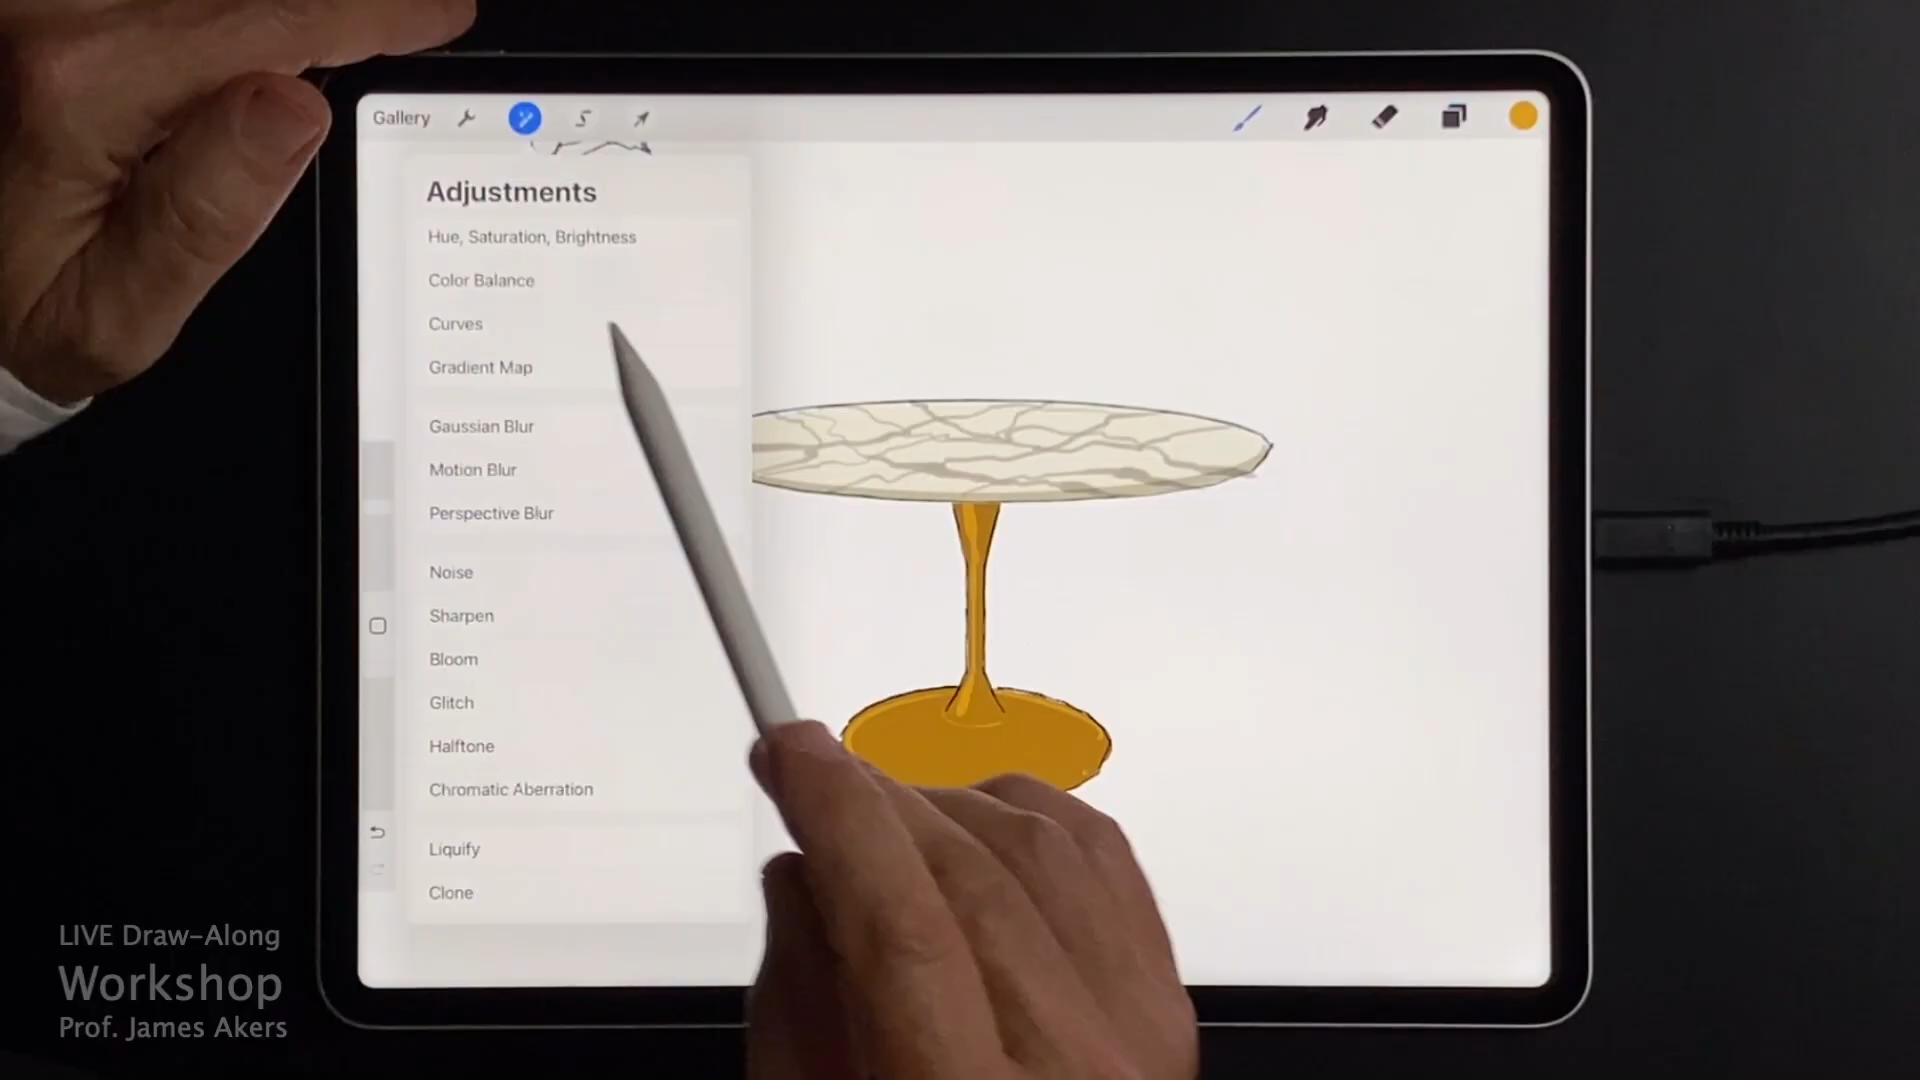 Gallery
Adjustments
Hue, Saturation, Brightness
Color Balance
Curves
Gradient Map
Gaussian Blur
Motion Blur
Perspective Blur
Noise
Sharpen
Bloom
Glitch
Halftone
Chromatic Aberration
Liquify
Clone
LIVE Draw-Along
Workshop
Prof. James Akers